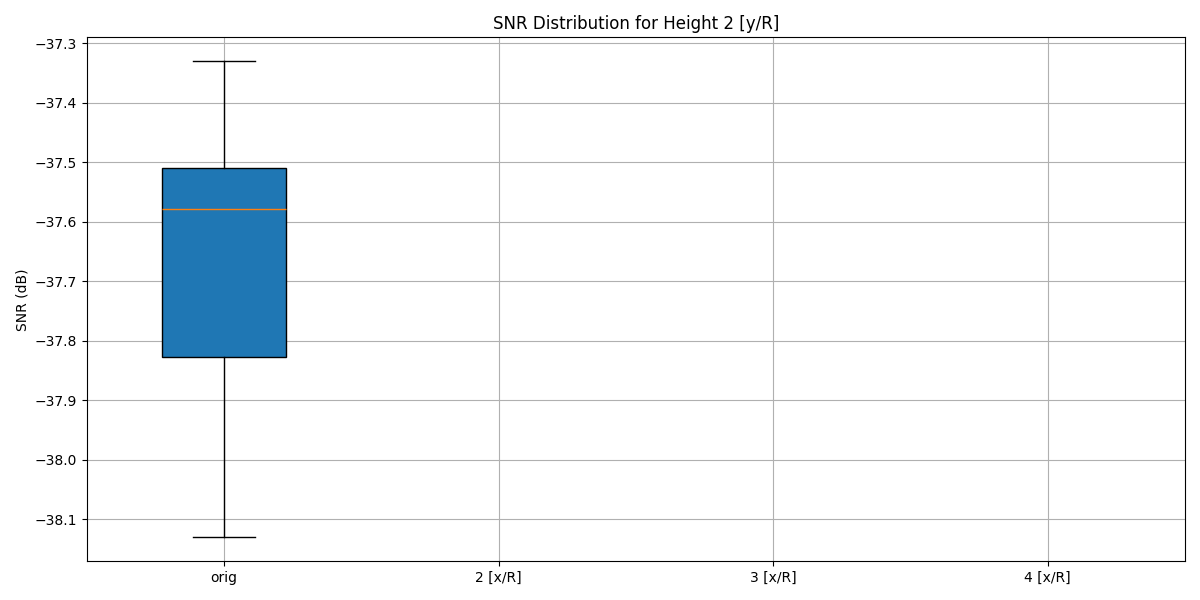 SNR Distribution for Height 2 [y/R]
SNR (dB)
−37.3
−37.4
−37.5
−37.6
−37.7
−37.8
−37.9
−38.0
−38.1
orig
2 [x/R]
3 [x/R]
4 [x/R]